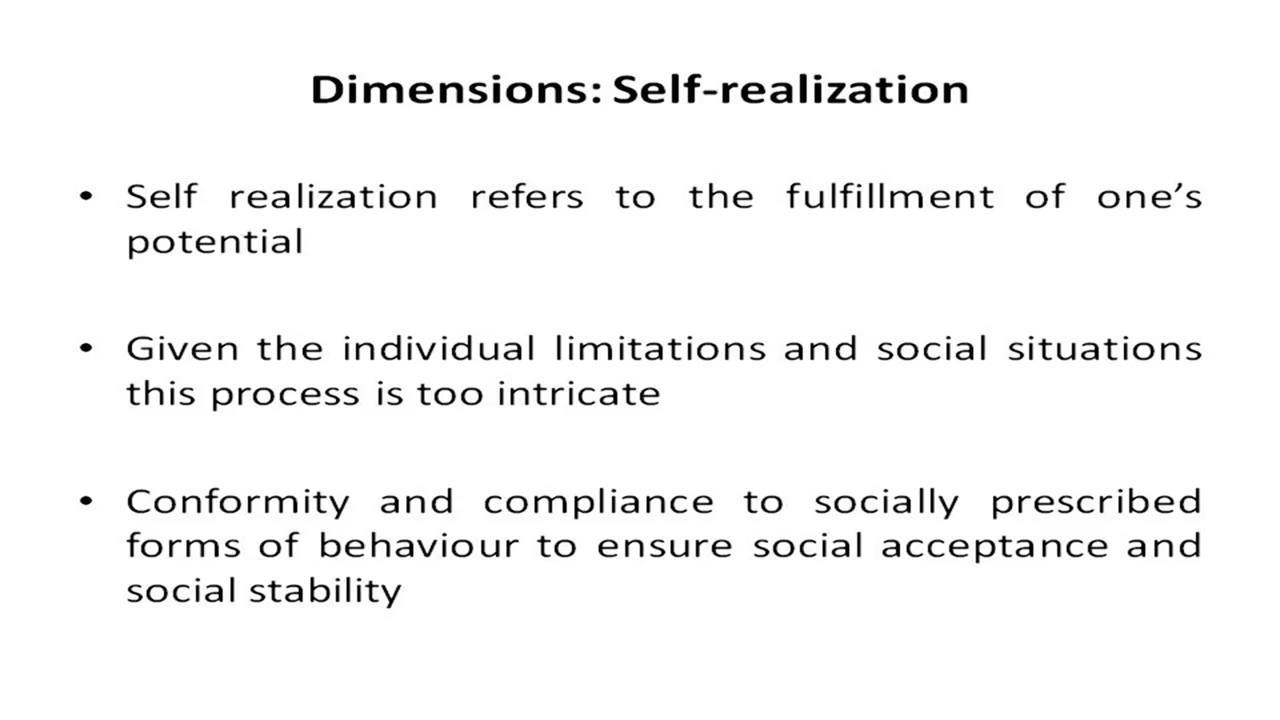 Dimensions: Self-realization
• Self realization refers to the fulfillment of one’s
potential
• Given the individual limitations and social situations
this process is too intricate
• Conformity and compliance to socially prescribed
forms of behaviour to ensure social acceptance and
social stability